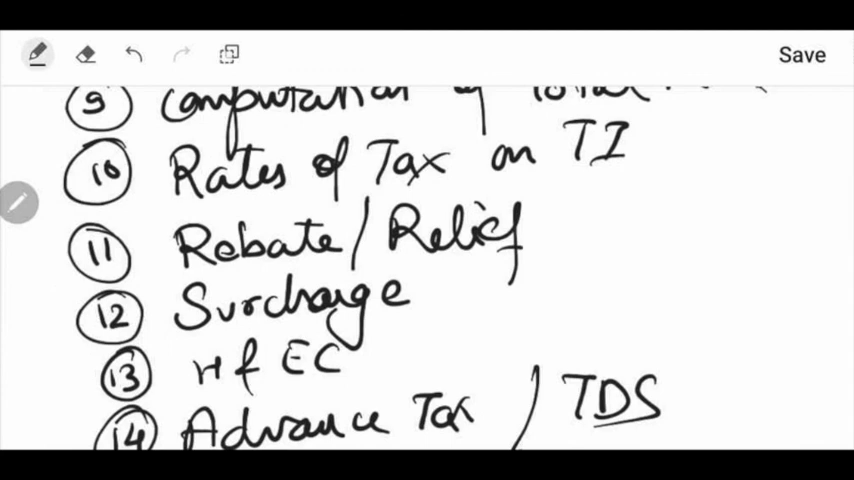 Save
9 Computation of Total
10 Rates of Tax on TI
11 Rebate / Relief
12 Surcharge
13 H & EC
14 Advance Tax / TDS